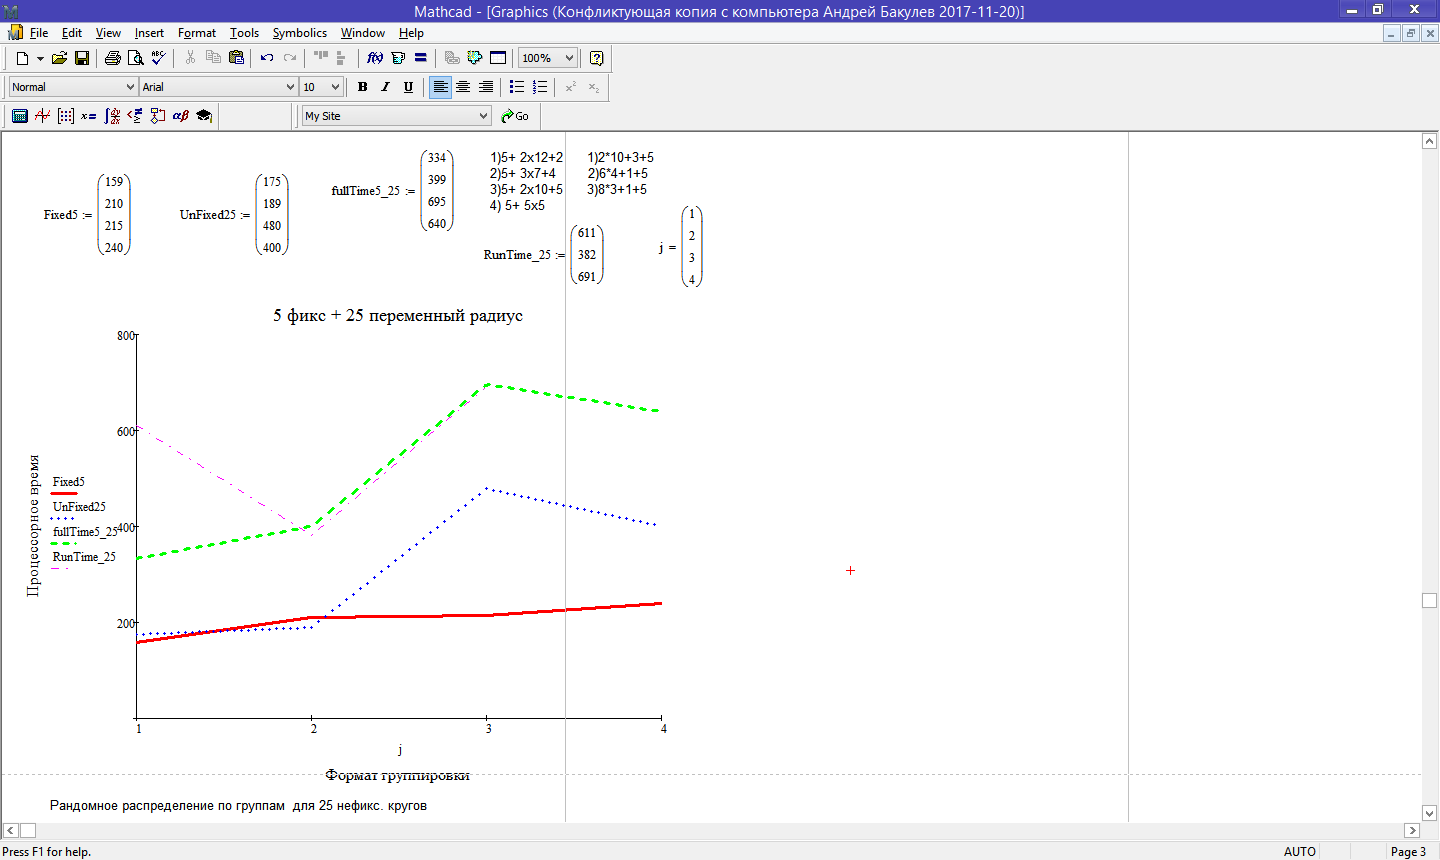 Mathcad - [Graphics (Конфликтующая копия с компьютера Андрей Бакулев 2017-11-20)]
File Edit View Insert Format Tools Symbolics Window Help
100%
Normal Arial 10 B I U
My Site Go
Fixed5 :=
159
210
215
240
UnFixed25 :=
175
189
480
400
fullTime5_25 :=
334
399
695
640
1)5+ 2x12+2
2)5+ 3x7+4
3)5+ 2x10+5
4) 5+ 5x5
1)2*10+3+5
2)6*4+1+5
3)8*3+1+5
RunTime_25 :=
611
382
691
j =
1
2
3
4
5 фикс + 25 переменный радиус
800
600
400
200
Процессорное время
Fixed5
UnFixed25
fullTime5_25
RunTime_25
1 2 3 4
j
Формат группировки
Рандомное распределение по группам для 25 нефикс. кругов
Press F1 for help. AUTO Page 3